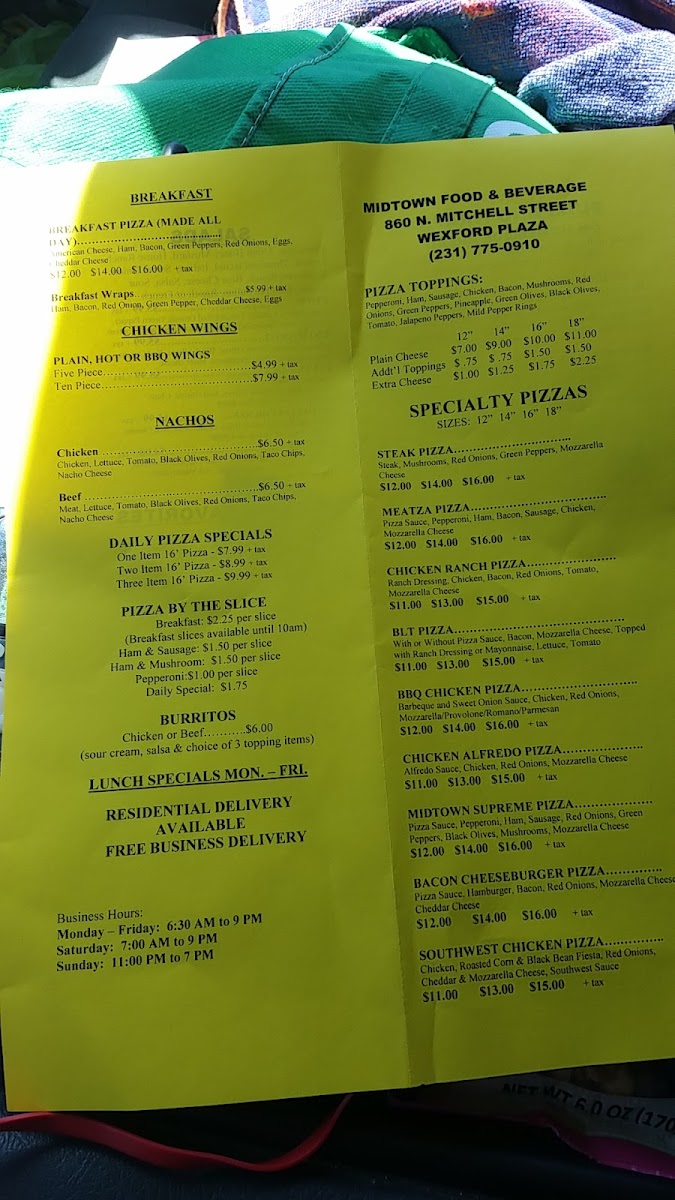 BREAKFAST
BREAKFAST PIZZA (MADE ALL
DAY)..........................................
American Cheese, Ham, Bacon, Green Peppers, Red Onions, Eggs,
Cheddar Cheese
$12.00 $14.00 $16.00 + tax
Breakfast Wraps..............................$5.99 + tax
Ham, Bacon, Red Onion, Green Pepper, Cheddar Cheese, Eggs
CHICKEN WINGS
PLAIN, HOT OR BBQ WINGS
Five Piece........................................$4.99 + tax
Ten Piece.........................................$7.99 + tax
NACHOS
Chicken ..........................................$6.50 + tax
Chicken, Lettuce, Tomato, Black Olives, Red Onions, Taco Chips,
Nacho Cheese
Beef ...............................................$6.50 + tax
Meat, Lettuce, Tomato, Black Olives, Red Onions, Taco Chips,
Nacho Cheese
DAILY PIZZA SPECIALS
One Item 16' Pizza - $7.99 + tax
Two Item 16' Pizza - $8.99 + tax
Three Item 16' Pizza - $9.99 + tax
PIZZA BY THE SLICE
Breakfast: $2.25 per slice
(Breakfast slices available until 10am)
Ham & Sausage: $1.50 per slice
Ham & Mushroom: $1.50 per slice
Pepperoni:$1.00 per slice
Daily Special: $1.75
BURRITOS
Chicken or Beef..........$6.00
(sour cream, salsa & choice of 3 topping items)
LUNCH SPECIALS MON. – FRI.
RESIDENTIAL DELIVERY
AVAILABLE
FREE BUSINESS DELIVERY
Business Hours:
Monday – Friday: 6:30 AM to 9 PM
Saturday: 7:00 AM to 9 PM
Sunday: 11:00 PM to 7 PM
MIDTOWN FOOD & BEVERAGE
860 N. MITCHELL STREET
WEXFORD PLAZA
(231) 775-0910
PIZZA TOPPINGS:
Pepperoni, Ham, Sausage, Chicken, Bacon, Mushrooms, Red
Onions, Green Peppers, Pineapple, Green Olives, Black Olives,
Tomato, Jalapeno Peppers, Mild Pepper Rings
12" 14" 16" 18"
Plain Cheese $7.00 $9.00 $10.00 $11.00
Addt'l Toppings $ .75 $ .75 $1.50 $1.50
Extra Cheese $1.00 $1.25 $1.75 $2.25
SPECIALTY PIZZAS
SIZES: 12" 14" 16" 18"
STEAK PIZZA..............................
Steak, Mushrooms, Red Onions, Green Peppers, Mozzarella
Cheese
$12.00 $14.00 $16.00 + tax
MEATZA PIZZA..................................
Pizza Sauce, Pepperoni, Ham, Bacon, Sausage, Chicken,
Mozzarella Cheese
$12.00 $14.00 $16.00 + tax
CHICKEN RANCH PIZZA......................
Ranch Dressing, Chicken, Bacon, Red Onions, Tomato,
Mozzarella Cheese
$11.00 $13.00 $15.00 + tax
BLT PIZZA..........................................
With or Without Pizza Sauce, Bacon, Mozzarella Cheese, Topped
with Ranch Dressing or Mayonnaise, Lettuce, Tomato
$11.00 $13.00 $15.00 + tax
BBQ CHICKEN PIZZA............................
Barbeque and Sweet Onion Sauce, Chicken, Red Onions,
Mozzarella/Provolone/Romano/Parmesan
$12.00 $14.00 $16.00 + tax
CHICKEN ALFREDO PIZZA....................
Alfredo Sauce, Chicken, Red Onions, Mozzarella Cheese
$11.00 $13.00 $15.00 + tax
MIDTOWN SUPREME PIZZA...................
Pizza Sauce, Pepperoni, Ham, Sausage, Red Onions, Green
Peppers, Black Olives, Mushrooms, Mozzarella Cheese
$12.00 $14.00 $16.00 + tax
BACON CHEESEBURGER PIZZA..............
Pizza Sauce, Hamburger, Bacon, Red Onions, Mozzarella Cheese
Cheddar Cheese
$12.00 $14.00 $16.00 + tax
SOUTHWEST CHICKEN PIZZA...............
Chicken, Roasted Corn & Black Bean Fiesta, Red Onions,
Cheddar & Mozzarella Cheese, Southwest Sauce
$11.00 $13.00 $15.00 + tax
NET WT 6.0 OZ (170